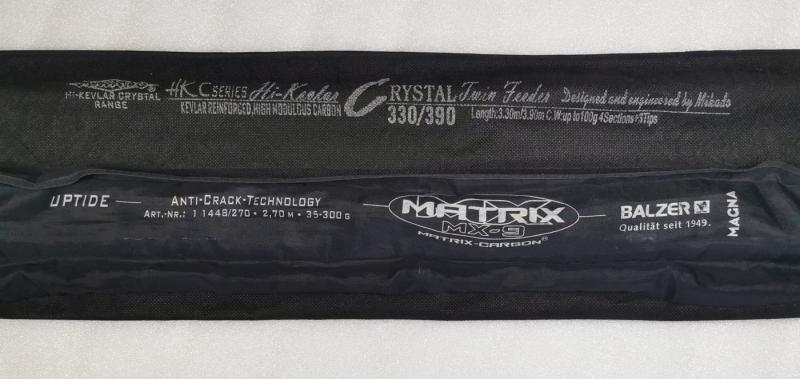 HI-KEVLAR CRYSTAL
RANGE
HK C SERIES Hi-Kevlar CRYSTAL Twin Feeder Designed and engineered by Mikado
KEVLAR REINFORCED, HIGH MODULOUS CARBON 330/390 Length: 3.30m/3.90m C.W: up to 100g 4Sections+3Tips
UPTIDE
ANTI-CRACK-TECHNOLOGY
ART.-NR.: 1 1448/270 • 2,70 M • 35-300 G
MATRIX
MX-9
MATRIX-CARBON®
BALZER
Qualität seit 1949.
MAGNA